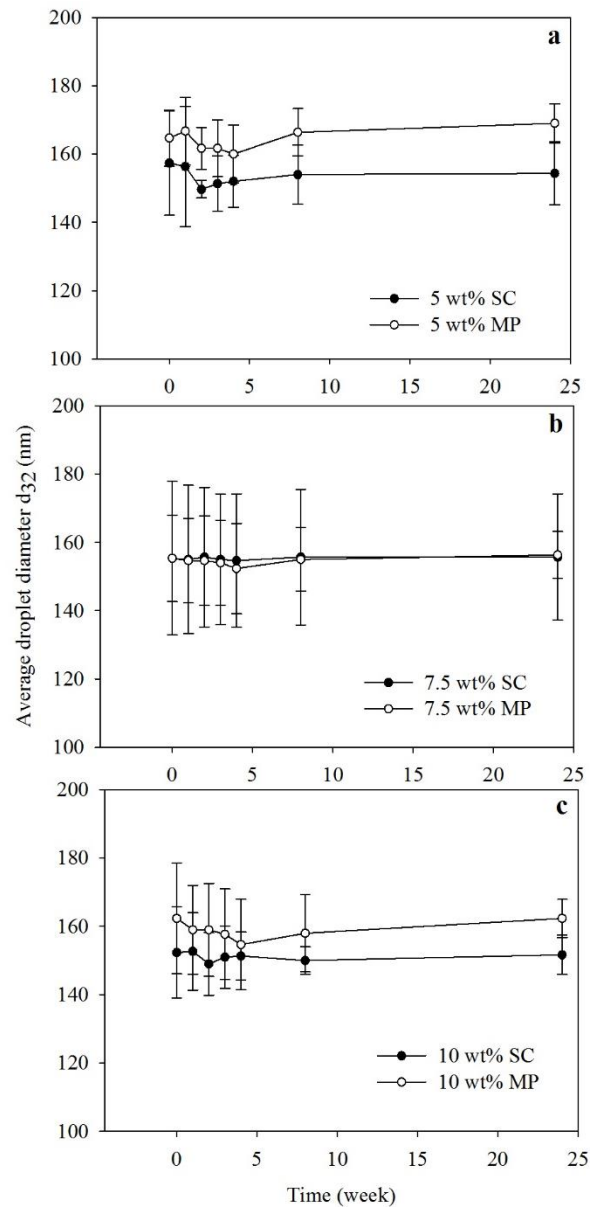 Average droplet diameter d32 (nm)
a
200
180
160
140
120
100
5 wt% SC
5 wt% MP
0 5 10 15 20 25
b
200
180
160
140
120
100
7.5 wt% SC
7.5 wt% MP
0 5 10 15 20 25
c
200
180
160
140
120
100
10 wt% SC
10 wt% MP
0 5 10 15 20 25
Time (week)